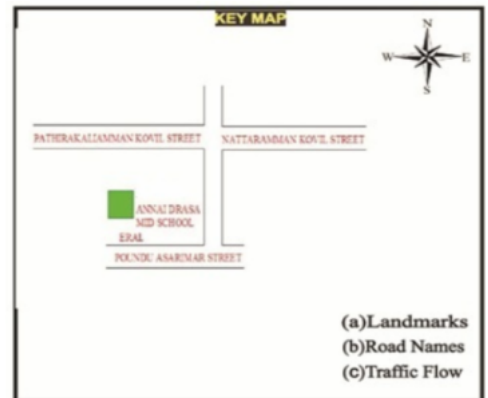 KEY MAP
N
W E
S
PATHIRAKALIAMMAN KOVIL STREET NATTARAMMAN KOVIL STREET
ANNAI DRASA
MID SCHOOL
ERAL
POUNDU ASARIMAR STREET
(a)Landmarks
(b)Road Names
(c)Traffic Flow